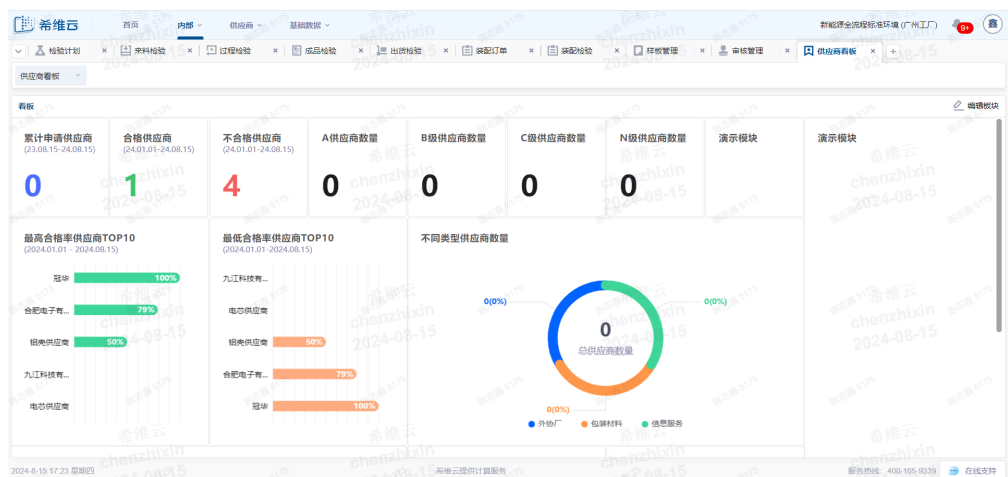 希维云 首页 内部 供应商 基础数据 新能源全流程标准环境 (广州工厂) 9+ 鑫
检验计划 × 来料检验 × 过程检验 × 成品检验 × 出货检验 × 装配订单 × 装配检验 × 样板管理 × 审核管理 × 供应商看板 × +
供应商看板
看板 编辑板块
累计申请供应商 合格供应商 不合格供应商 A供应商数量 B级供应商数量 C级供应商数量 N级供应商数量 演示模块 演示模块
(23.08.15-24.08.15) (24.01.01-24.08.15) (24.01.01-24.08.15)
0 1 4 0 0 0 0
最高合格率供应商TOP10 最低合格率供应商TOP10 不同类型供应商数量
(2024.01.01 - 2024.08.15) (2024.01.01-2024.08.15)
冠华 100% 九江科技有...
合肥电子有... 79% 电芯供应商
铝壳供应商 50% 铝壳供应商 50%
九江科技有... 合肥电子有... 79%
电芯供应商 冠华 100%
0(0%) 0(0%)
0
总供应商数量
0(0%)
外协厂 包装材料 信息服务
2024-8-15 17:23 星期四 希维云提供计算服务 服务热线: 400-105-9339 在线支持
希维云
chenzhixin
2024-08-15